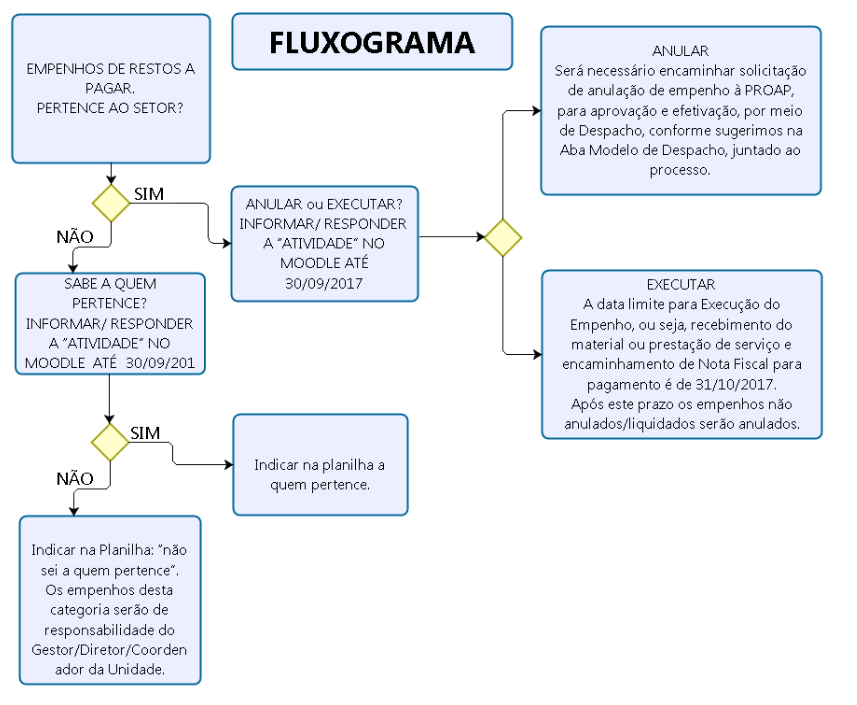 FLUXOGRAMA
EMPENHOS DE RESTOS A
PAGAR.
PERTENCE AO SETOR?
SIM
NÃO
ANULAR ou EXECUTAR?
INFORMAR/ RESPONDER
A "ATIVIDADE" NO
MOODLE ATÉ
30/09/2017
ANULAR
Será necessário encaminhar solicitação
de anulação de empenho à PROAP,
para aprovação e efetivação, por meio
de Despacho, conforme sugerimos na
Aba Modelo de Despacho, juntado ao
processo.
EXECUTAR
A data limite para Execução do
Empenho, ou seja, recebimento do
material ou prestação de serviço e
encaminhamento de Nota Fiscal para
pagamento é de 31/10/2017.
Após este prazo os empenhos não
anulados/liquidados serão anulados.
SABE A QUEM
PERTENCE?
INFORMAR/ RESPONDER
A "ATIVIDADE" NO
MOODLE ATÉ 30/09/201
SIM
NÃO
Indicar na planilha a
quem pertence.
Indicar na Planilha: "não
sei a quem pertence".
Os empenhos desta
categoria serão de
responsabilidade do
Gestor/Diretor/Coorden
ador da Unidade.